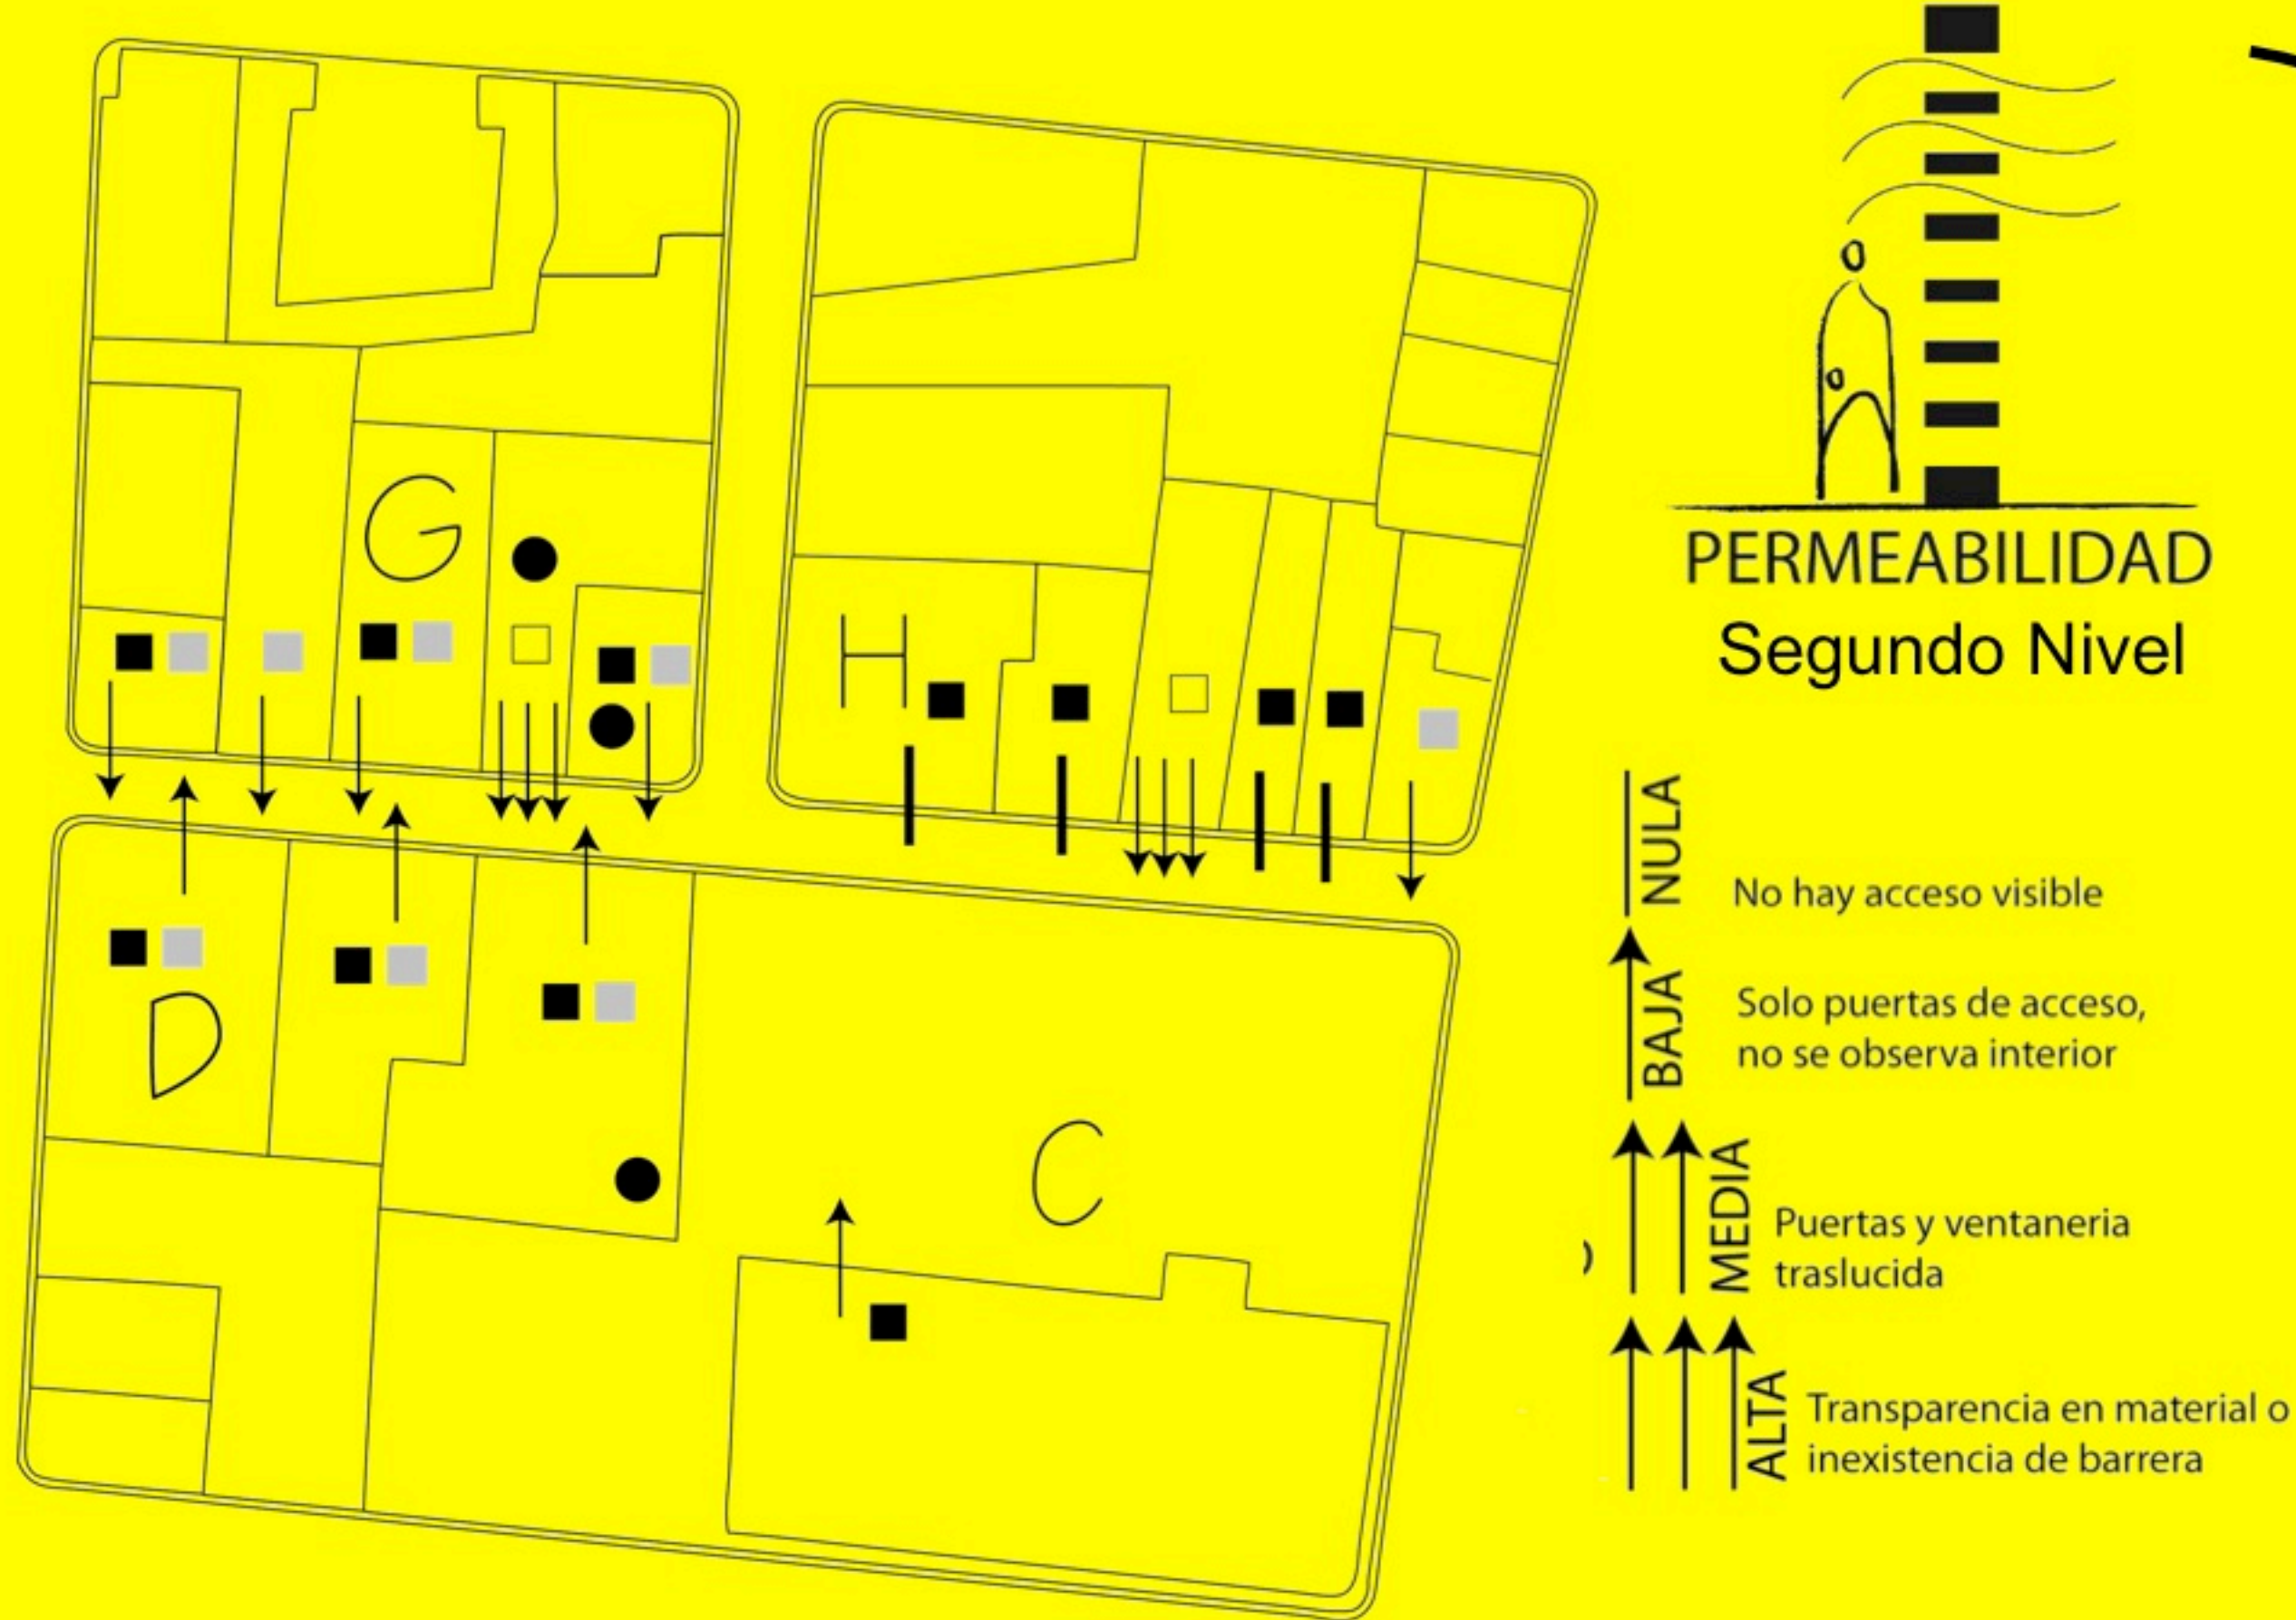 G
H
D
C
PERMEABILIDAD
Segundo Nivel
NULA
No hay acceso visible
BAJA
Solo puertas de acceso,
no se observa interior
MEDIA
Puertas y ventaneria
traslucida
ALTA
Transparencia en material o
inexistencia de barrera